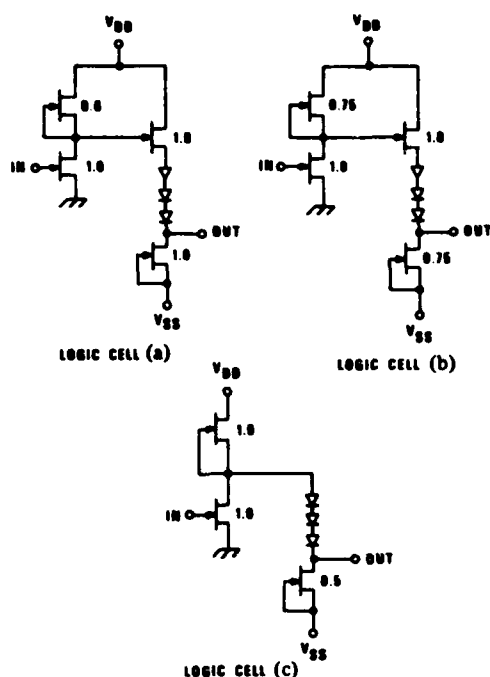 VDD
0.6
1.0
IN
1.0
OUT
1.0
VSS
LOGIC CELL (a)
VDD
0.75
1.0
IN
1.0
OUT
0.75
VSS
LOGIC CELL (b)
VDD
1.0
IN
1.0
OUT
0.5
VSS
LOGIC CELL (c)